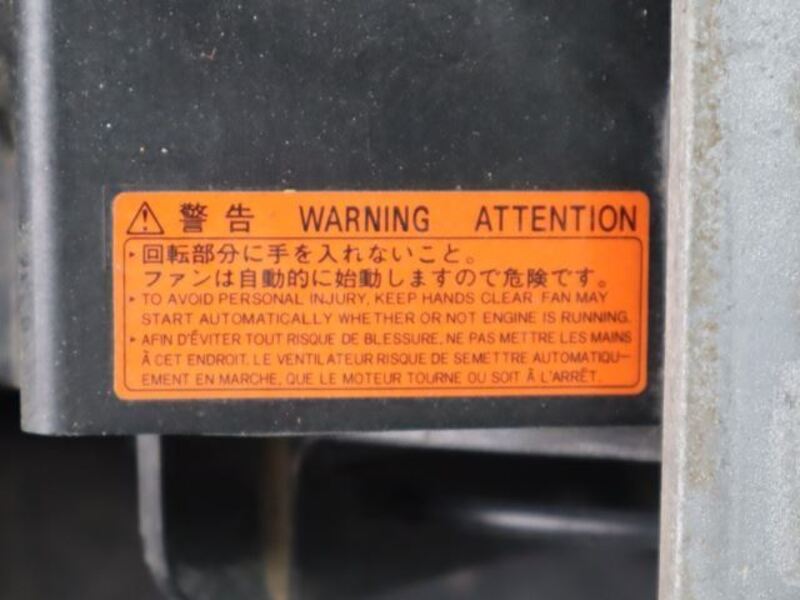 警告 WARNING ATTENTION
回転部分に手を入れないこと。
ファンは自動的に始動しますので危険です。
TO AVOID PERSONAL INJURY, KEEP HANDS CLEAR FAN MAY
START AUTOMATICALLY WHETHER OR NOT ENGINE IS RUNNING.
AFIN D'ÉVITER TOUT RISQUE DE BLESSURE, NE PAS METTRE LES MAINS
À CET ENDROIT. LE VENTILATEUR RISQUE DE SEMETTRE AUTOMATIQU-
EMENT EN MARCHE, QUE LE MOTEUR TOURNE OU SOIT À L'ARRÊT.